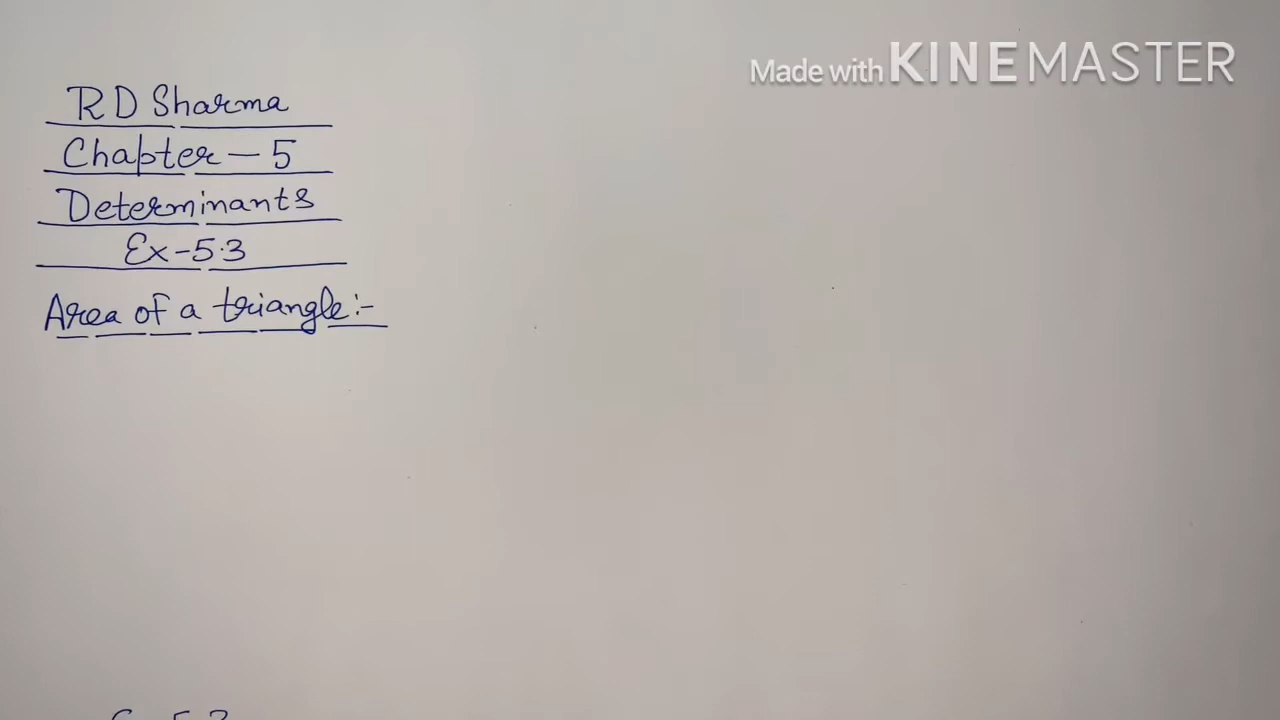 Made with KINEMASTER
RD Sharma
Chapter - 5
Determinants
Ex-5.3
Area of a triangle:-